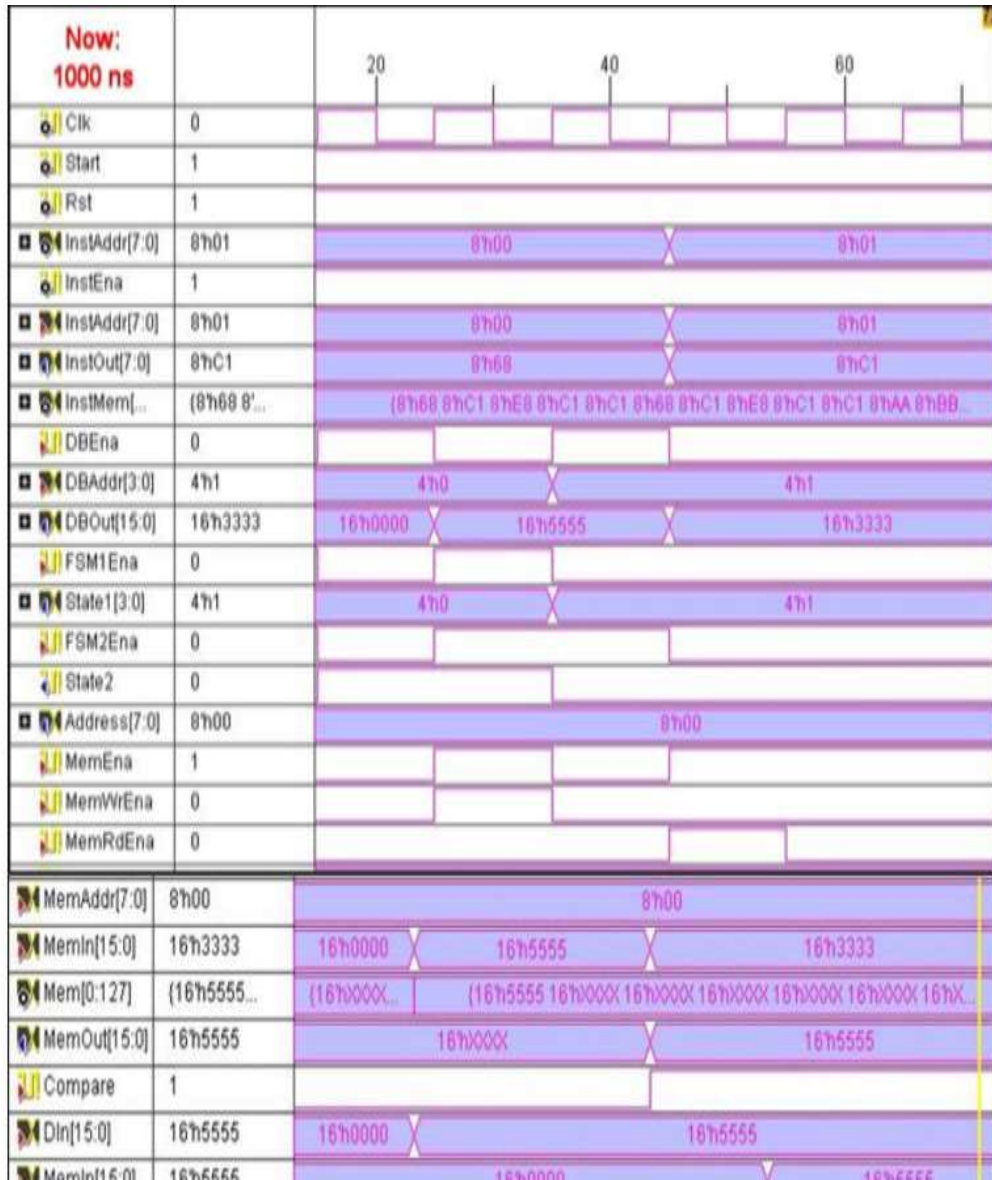 Now:
1000 ns
20 40 60
Clk 0
Start 1
Rst 1
InstAddr[7:0] 8'h01 8'h00 8'h01
InstEna 1
InstAddr[7:0] 8'h01 8'h00 8'h01
InstOut[7:0] 8'hC1 8'h68 8'hC1
InstMem[... {8'h68 8'... {8'h68 8'hC1 8'hE8 8'hC1 8'hC1 8'h68 8'hC1 8'hE8 8'hC1 8'hC1 8'hAA 8'hBB...
DBEna 0
DBAddr[3:0] 4'h1 4'h0 4'h1
DBOut[15:0] 16'h3333 16'h0000 16'h5555 16'h3333
FSM1Ena 0
State1[3:0] 4'h1 4'h0 4'h1
FSM2Ena 0
State2 0
Address[7:0] 8'h00 8'h00
MemEna 1
MemWrEna 0
MemRdEna 0
MemAddr[7:0] 8'h00 8'h00
MemIn[15:0] 16'h3333 16'h0000 16'h5555 16'h3333
Mem[0:127] {16'h5555... {16'hXXXX... {16'h5555 16'hXXXX 16'hXXXX 16'hXXXX 16'hXXXX 16'hXXXX 16'hX...
MemOut[15:0] 16'h5555 16'hXXXX 16'h5555
Compare 1
DIn[15:0] 16'h5555 16'h0000 16'h5555
MemIn[15:0] 16'h5555 16'h0000 16'h5555